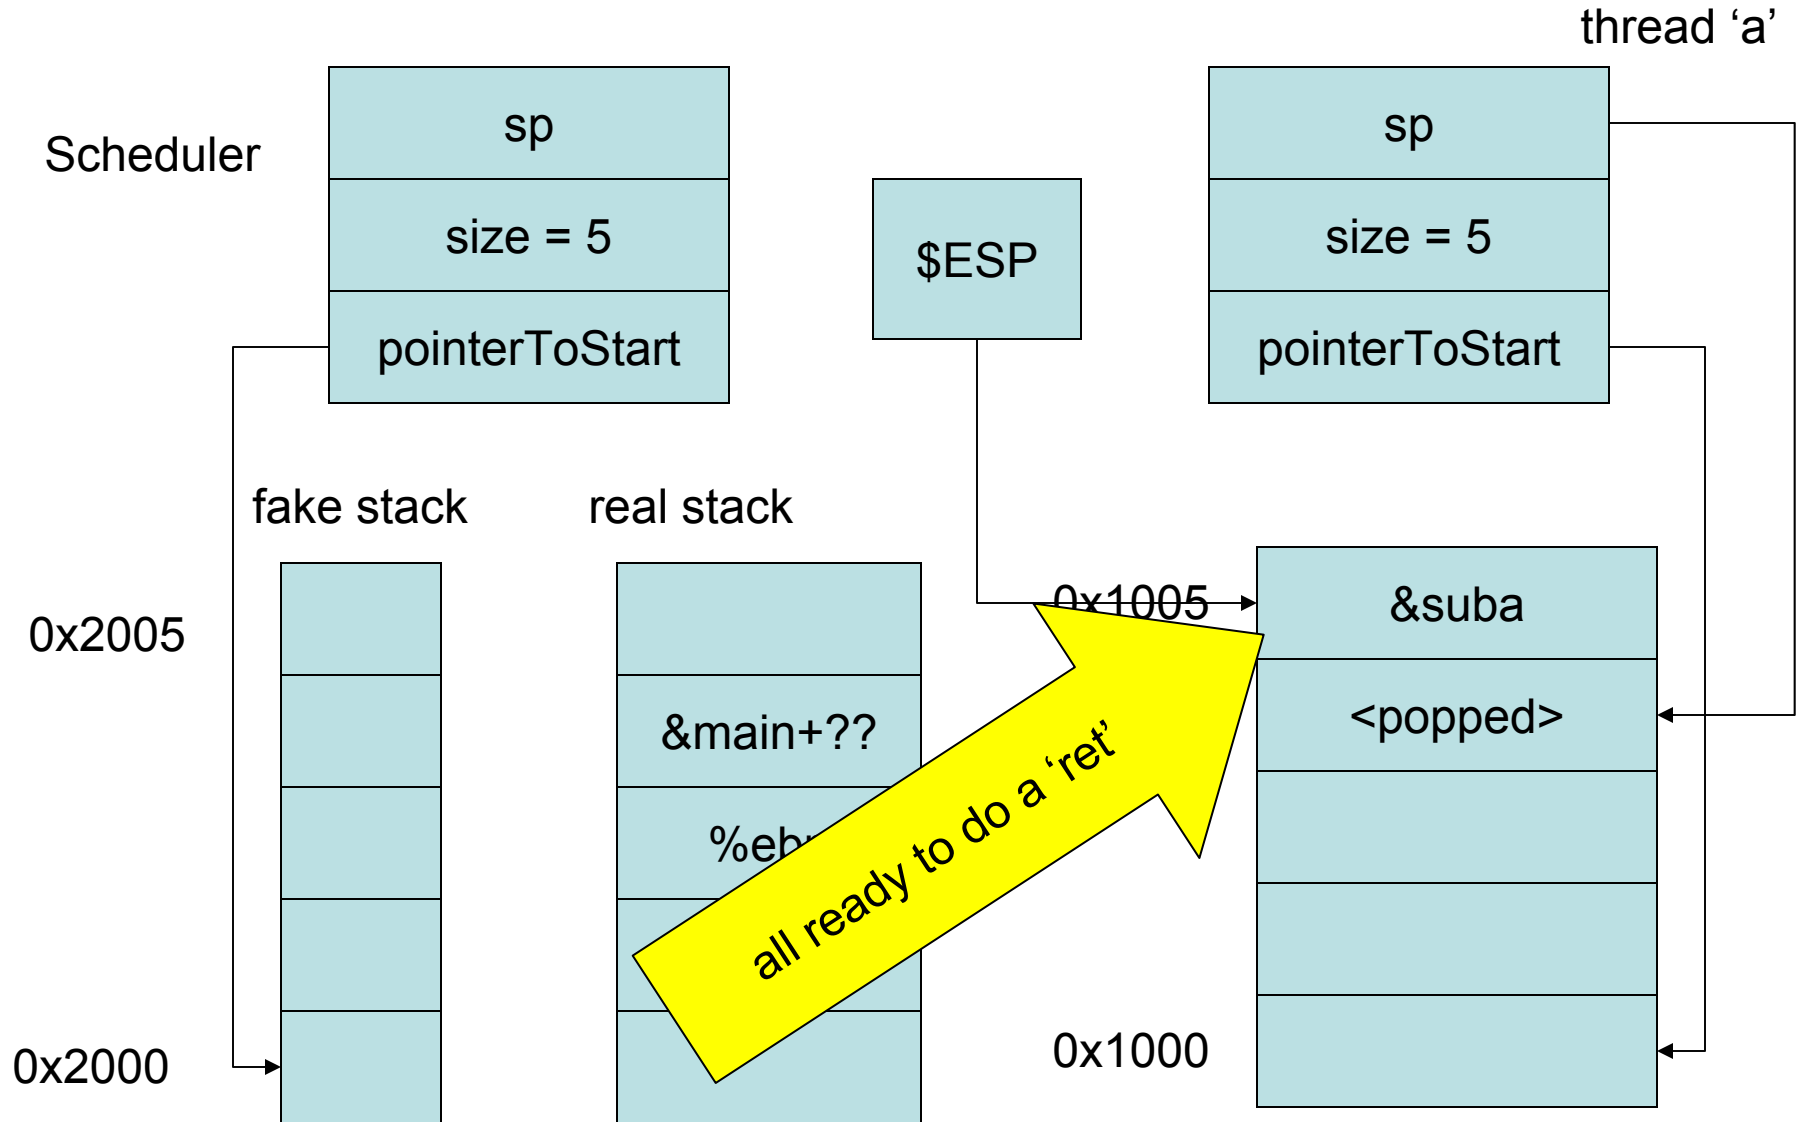 thread ‘a’
Scheduler
sp
size = 5
pointerToStart
$ESP
sp
size = 5
pointerToStart
fake stack
real stack
0x2005
0x2000
&main+??
all ready to do a ‘ret’
0x1005
&suba
<popped>
0x1000